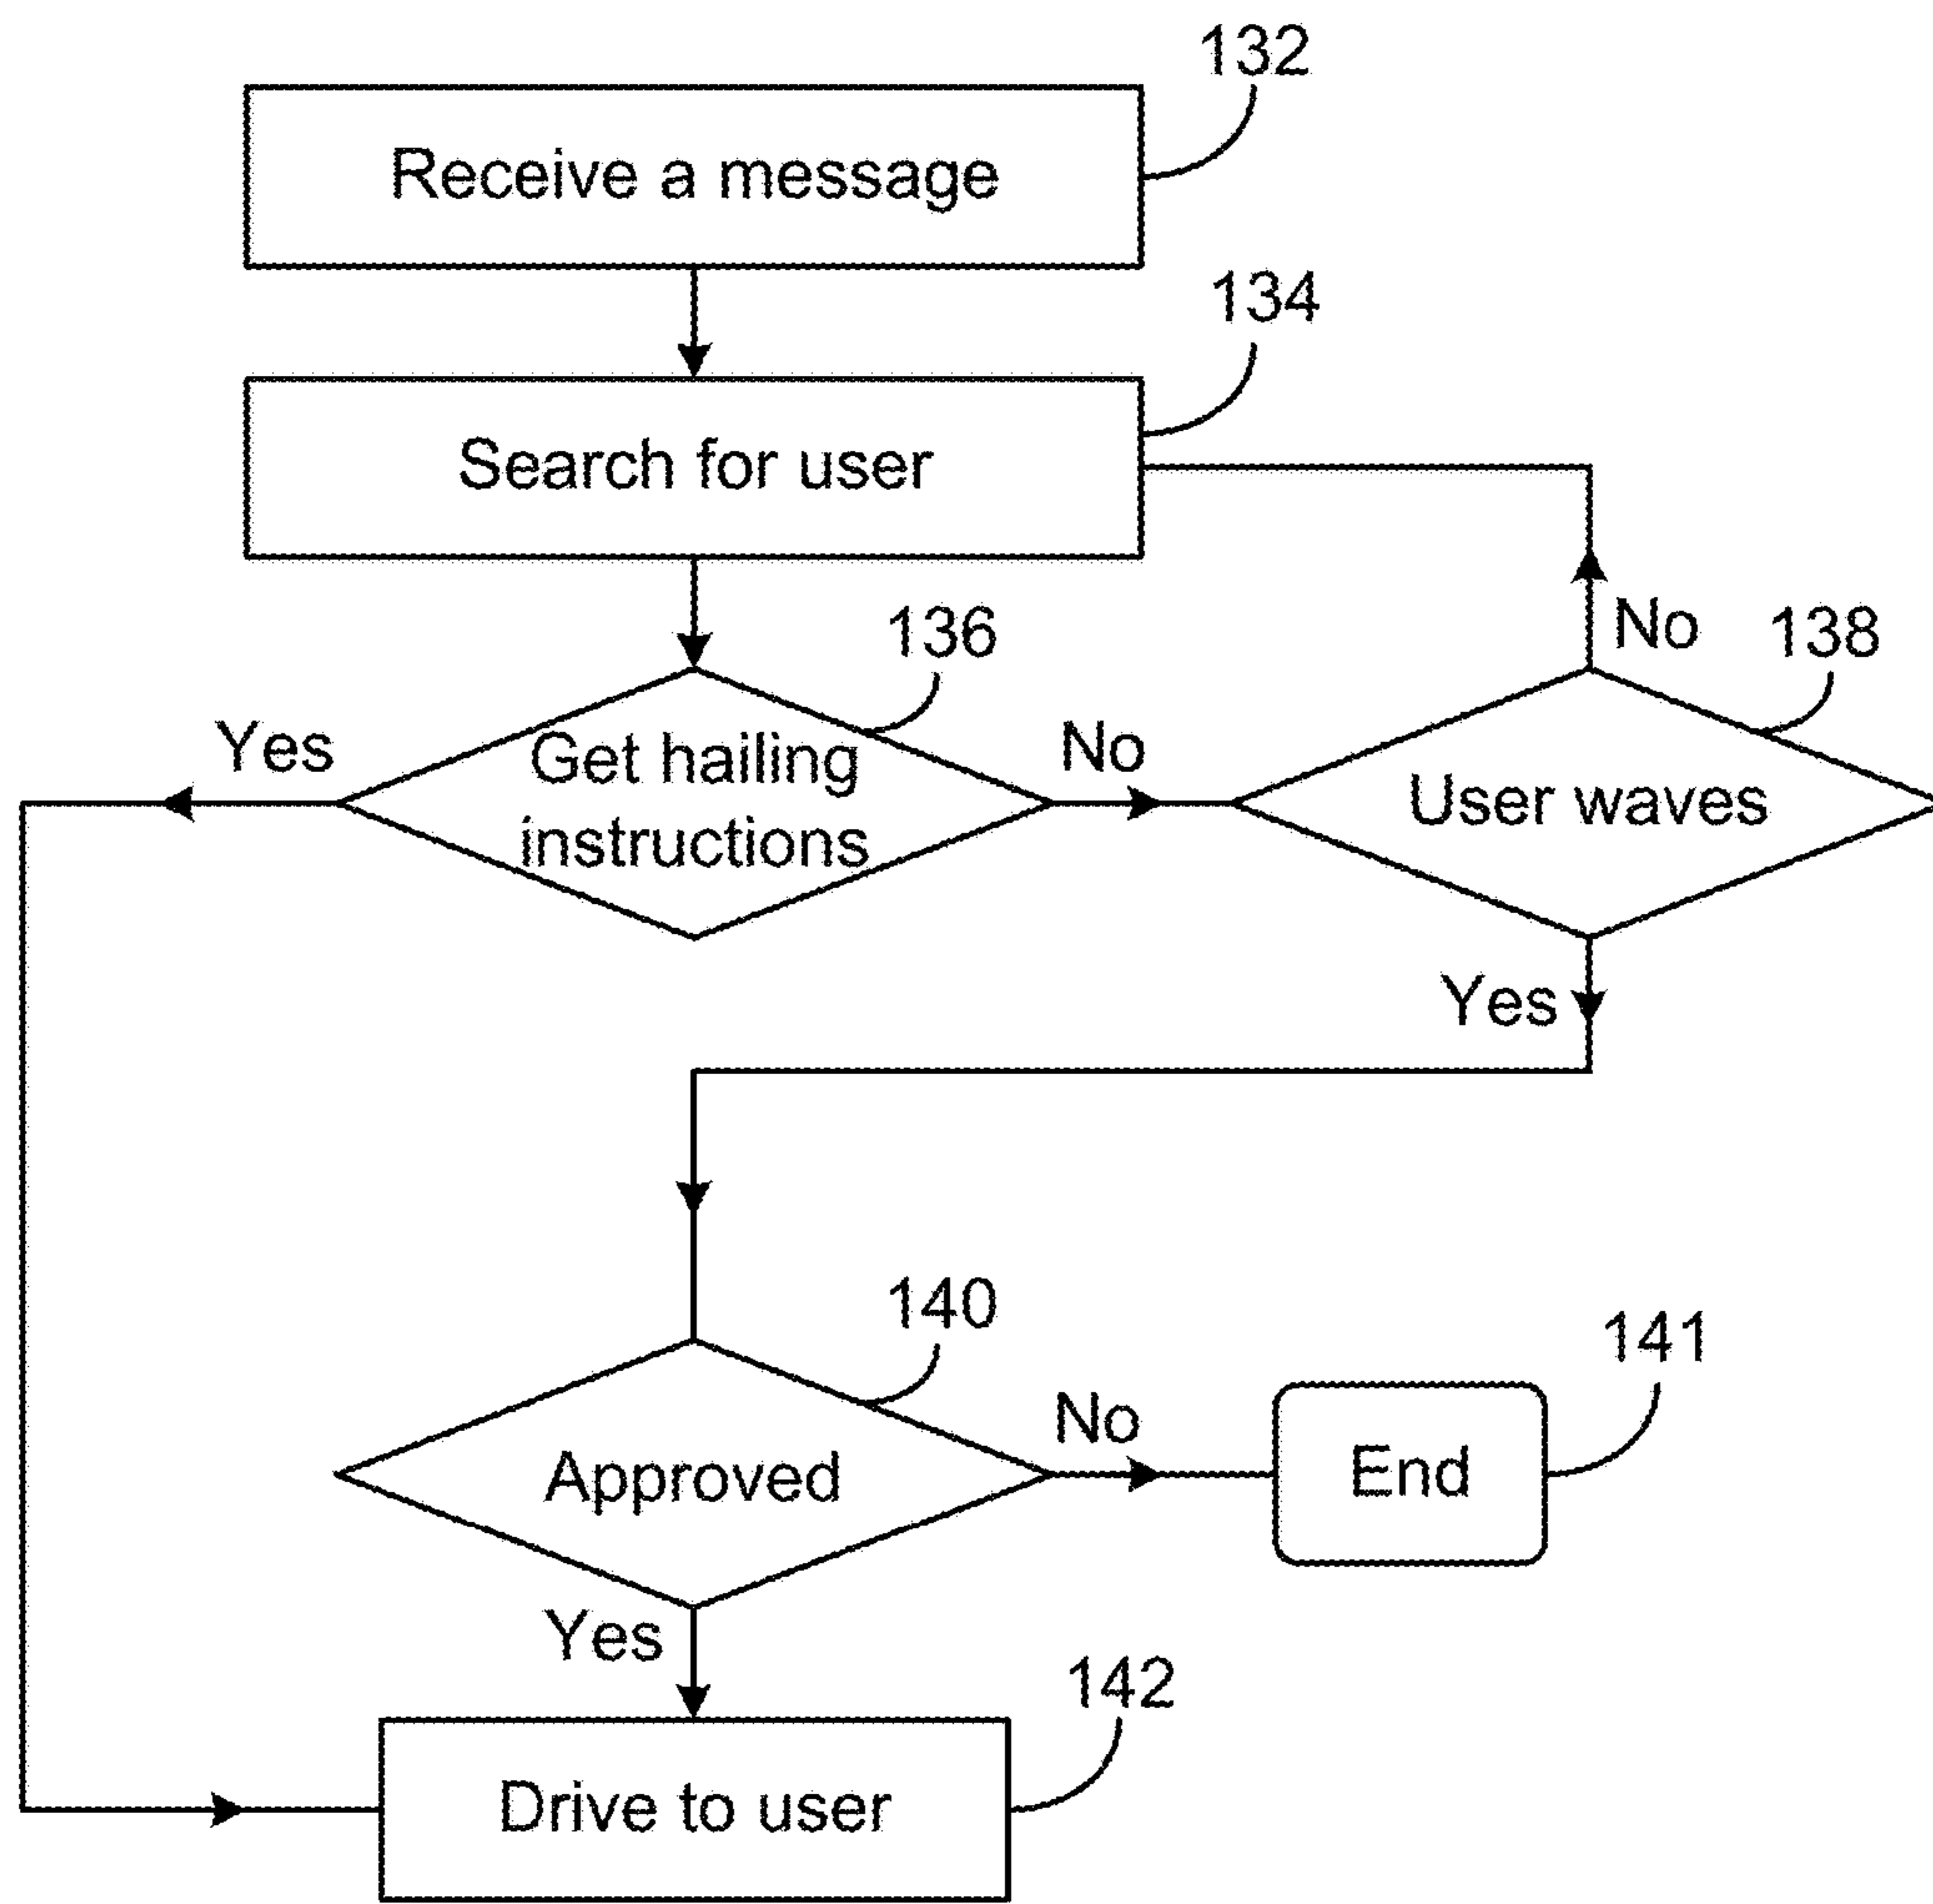 132
Receive a message
134
Search for user
136
No
138
Yes
Get hailing
instructions
No
User waves
Yes
140
141
No
Approved
End
Yes
142
Drive to user